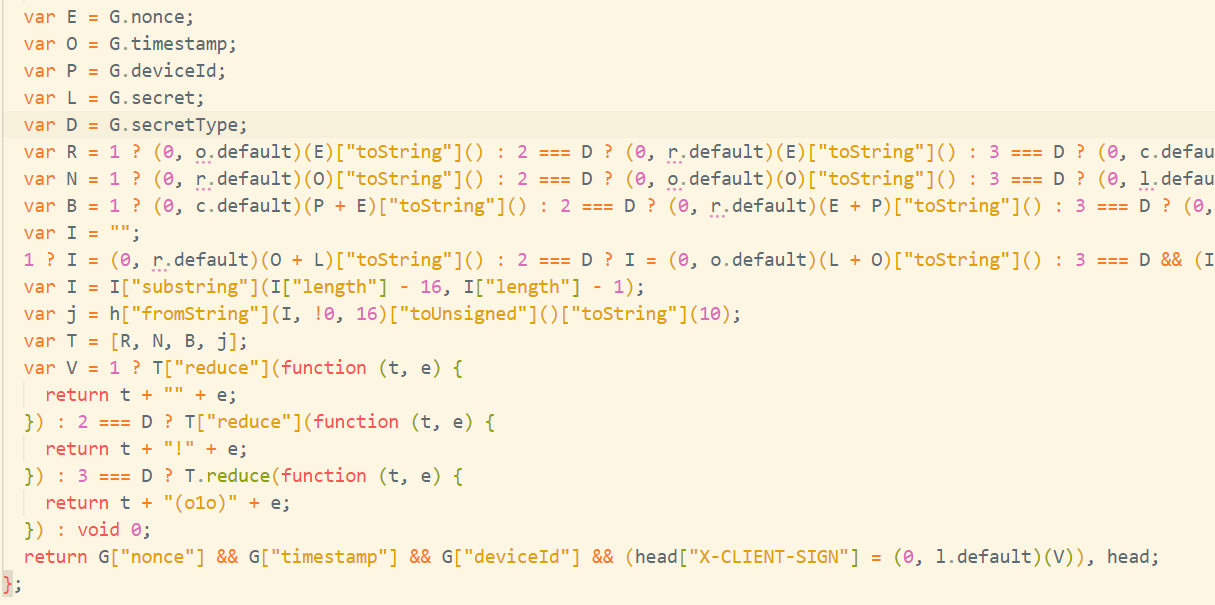 var E = G.nonce;
var O = G.timestamp;
var P = G.deviceId;
var L = G.secret;
var D = G.secretType;
var R = 1 ? (0, o.default)(E)["toString"]() : 2 === D ? (0, r.default)(E)["toString"]() : 3 === D ? (0, c.defau
var N = 1 ? (0, r.default)(O)["toString"]() : 2 === D ? (0, o.default)(O)["toString"]() : 3 === D ? (0, l.defau
var B = 1 ? (0, c.default)(P + E)["toString"]() : 2 === D ? (0, r.default)(E + P)["toString"]() : 3 === D ? (0,
var I = "";
1 ? I = (0, r.default)(O + L)["toString"]() : 2 === D ? I = (0, o.default)(L + O)["toString"]() : 3 === D && (I
var I = I["substring"](I["length"] - 16, I["length"] - 1);
var j = h["fromString"](I, !0, 16)["toUnsigned"]()["toString"](10);
var T = [R, N, B, j];
var V = 1 ? T["reduce"](function (t, e) {
return t + "" + e;
}) : 2 === D ? T["reduce"](function (t, e) {
return t + "!" + e;
}) : 3 === D ? T.reduce(function (t, e) {
return t + "(o1o)" + e;
}) : void 0;
return G["nonce"] && G["timestamp"] && G["deviceId"] && (head["X-CLIENT-SIGN"] = (0, l.default)(V)), head;
};